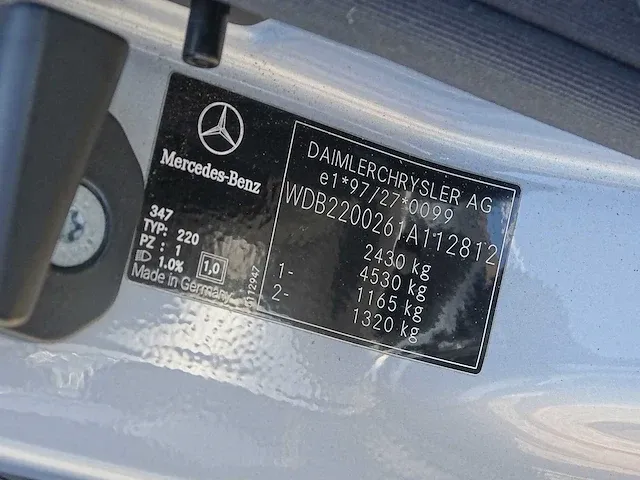 Mercedes-Benz
347
TYP: 220
PZ : 1
1.0%
1,0
Made in Germany
6112947
DAIMLERCHRYSLER AG
e1*97/27*0099
WDB2200261A112812
2430 kg
1- 4530 kg
2- 1165 kg
1320 kg